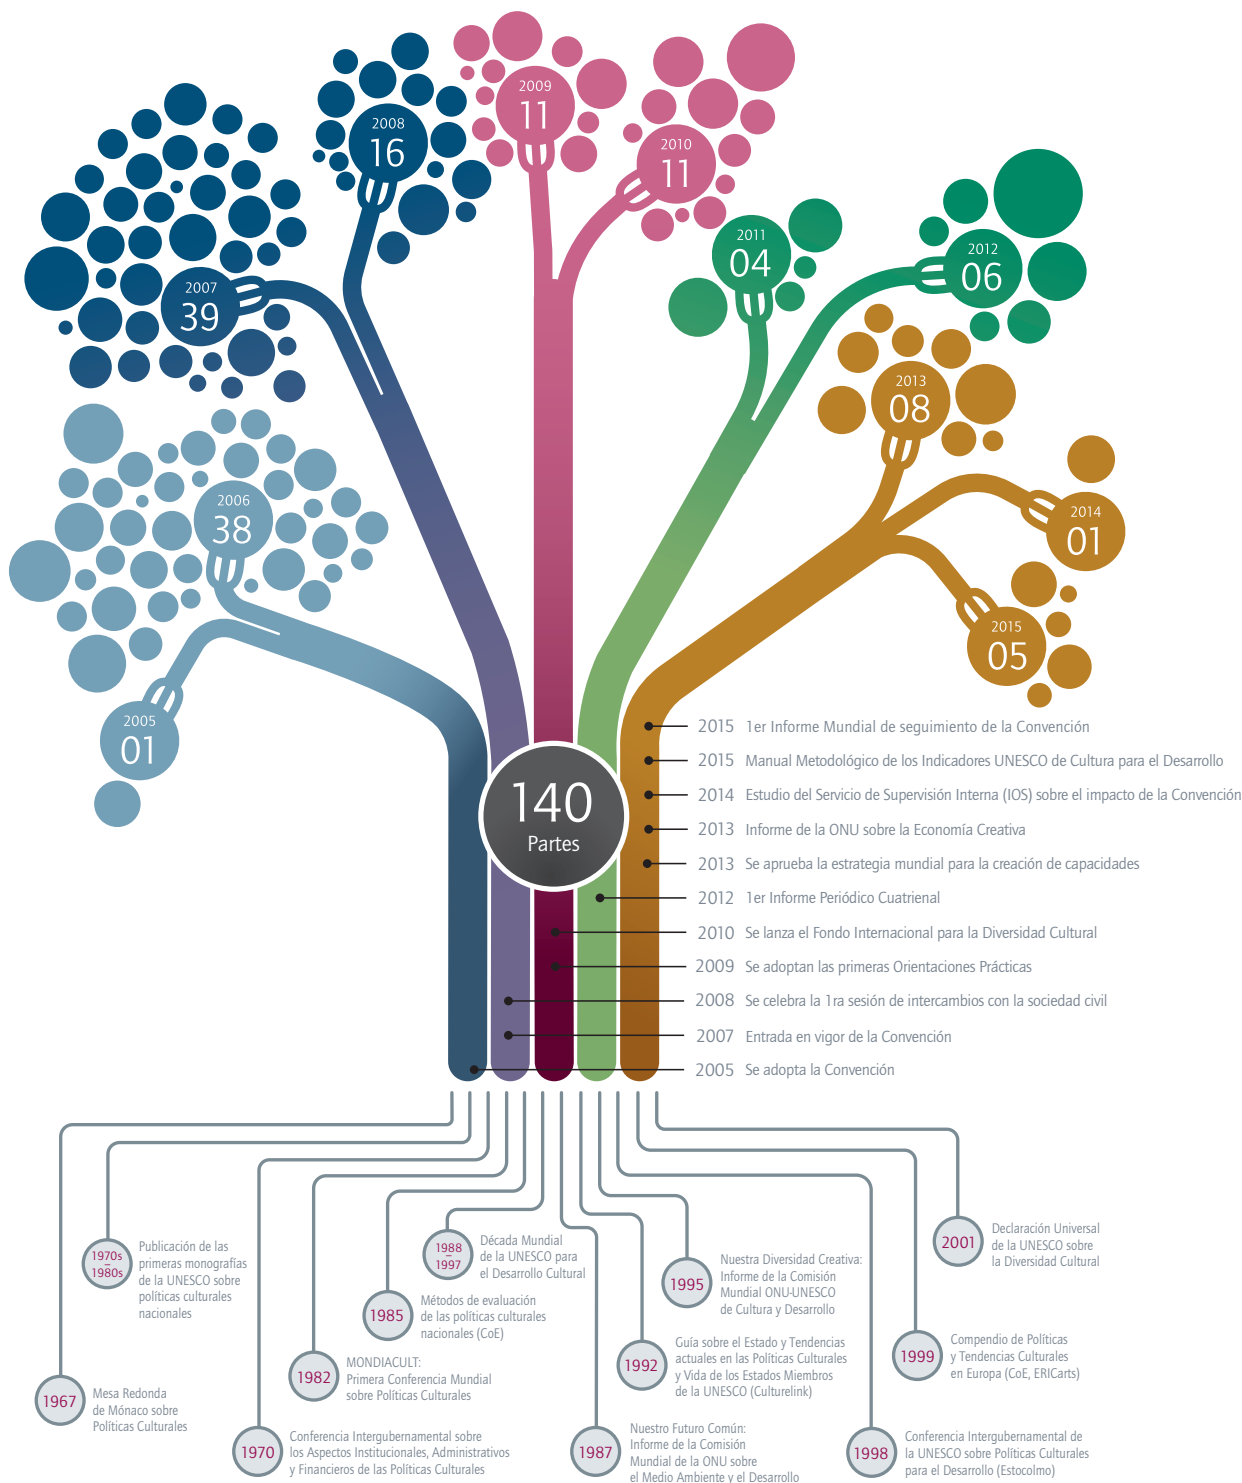 2009
11
2008
16
2010
11
2011
04
2012
06
2007
39
2013
08
2006
38
2014
01
2015
05
2005
01
140
Partes
2015 1er Informe Mundial de seguimiento de la Convención
2015 Manual Metodológico de los Indicadores UNESCO de Cultura para el Desarrollo
2014 Estudio del Servicio de Supervisión Interna (IOS) sobre el impacto de la Convención
2013 Informe de la ONU sobre la Economía Creativa
2013 Se aprueba la estrategia mundial para la creación de capacidades
2012 1er Informe Periódico Cuatrienal
2010 Se lanza el Fondo Internacional para la Diversidad Cultural
2009 Se adoptan las primeras Orientaciones Prácticas
2008 Se celebra la 1ra sesión de intercambios con la sociedad civil
2007 Entrada en vigor de la Convención
2005 Se adopta la Convención
1970s
–
1980s
Publicación de las
primeras monografías
de la UNESCO sobre
políticas culturales
nacionales
1988
–
1997
Década Mundial
de la UNESCO para
el Desarrollo Cultural
2001
Declaración Universal
de la UNESCO sobre
la Diversidad Cultural
1995
Nuestra Diversidad Creativa:
Informe de la Comisión
Mundial ONU-UNESCO
de Cultura y Desarrollo
1985
Métodos de evaluación
de las políticas culturales
nacionales (CoE)
1982
MONDIACULT:
Primera Conferencia Mundial
sobre Políticas Culturales
1992
Guía sobre el Estado y Tendencias
actuales en las Políticas Culturales
y Vida de los Estados Miembros
de la UNESCO (Culturelink)
1999
Compendio de Políticas
y Tendencias Culturales
en Europa (CoE, ERICarts)
1967
Mesa Redonda
de Mónaco sobre
Políticas Culturales
1970
Conferencia Intergubernamental sobre
los Aspectos Institucionales, Administrativos
y Financieros de las Políticas Culturales
1987
Nuestro Futuro Común:
Informe de la Comisión
Mundial de la ONU sobre
el Medio Ambiente y el Desarrollo
1998
Conferencia Intergubernamental de
la UNESCO sobre Políticas Culturales
para el Desarrollo (Estocolmo)